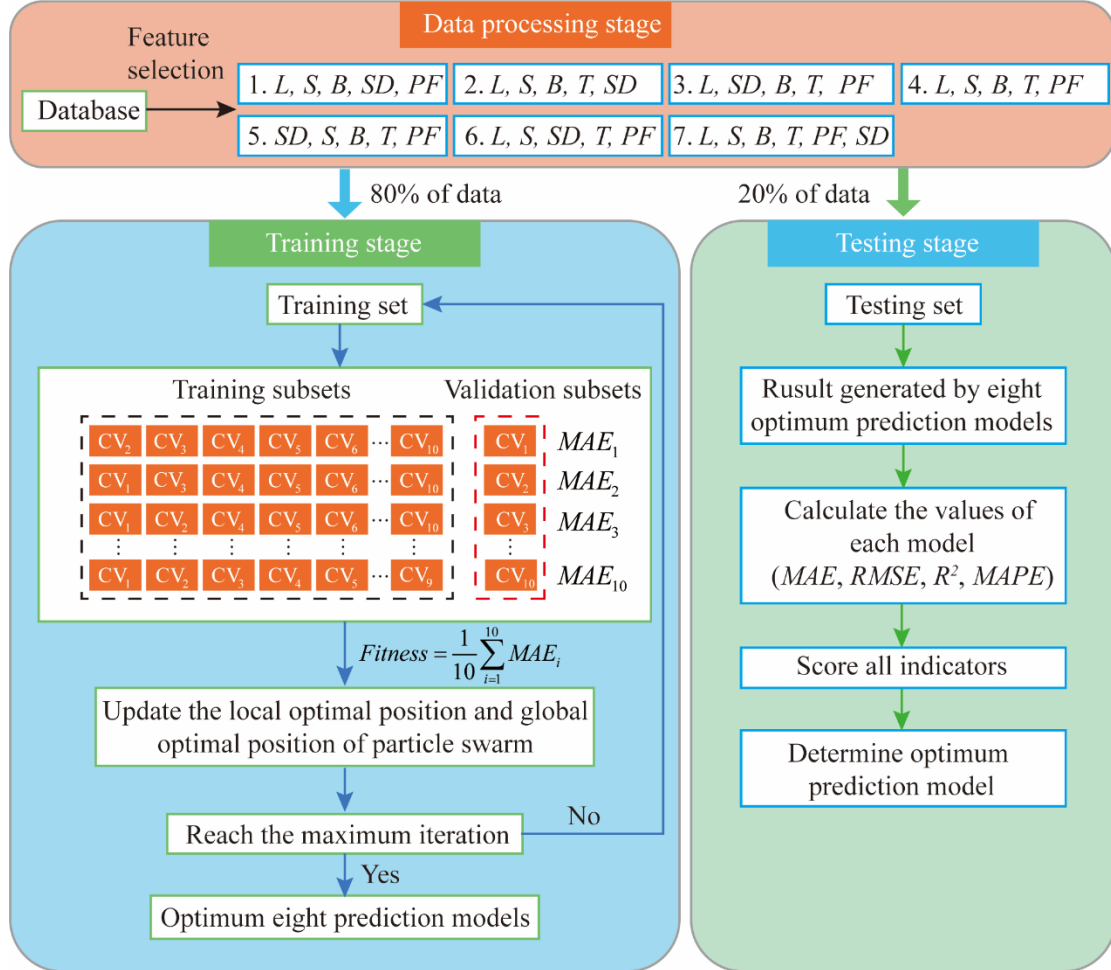 Data processing stage
Feature
selection
Database
1. L, S, B, SD, PF
2. L, S, B, T, SD
3. L, SD, B, T, PF
4. L, S, B, T, PF
5. SD, S, B, T, PF
6. L, S, SD, T, PF
7. L, S, B, T, PF, SD
80% of data
20% of data
Training stage
Training set
Training subsets
Validation subsets
CV₂ CV₃ CV₄ CV₅ CV₆ ··· CV₁₀ CV₁ MAE₁
CV₁ CV₃ CV₄ CV₅ CV₆ ··· CV₁₀ CV₂ MAE₂
CV₁ CV₂ CV₄ CV₅ CV₆ ··· CV₁₀ CV₃ MAE₃
⋮ ⋮ ⋮ ⋮ ⋮ ⋮ ⋮
CV₁ CV₂ CV₃ CV₄ CV₅ ··· CV₉ CV₁₀ MAE₁₀
Fitness = 1/10 ∑_{i=1}^{10} MAE_i
Update the local optimal position and global
optimal position of particle swarm
Reach the maximum iteration
No
Yes
Optimum eight prediction models
Testing stage
Testing set
Rusult generated by eight
optimum prediction models
Calculate the values of
each model
(MAE, RMSE, R², MAPE)
Score all indicators
Determine optimum
prediction model